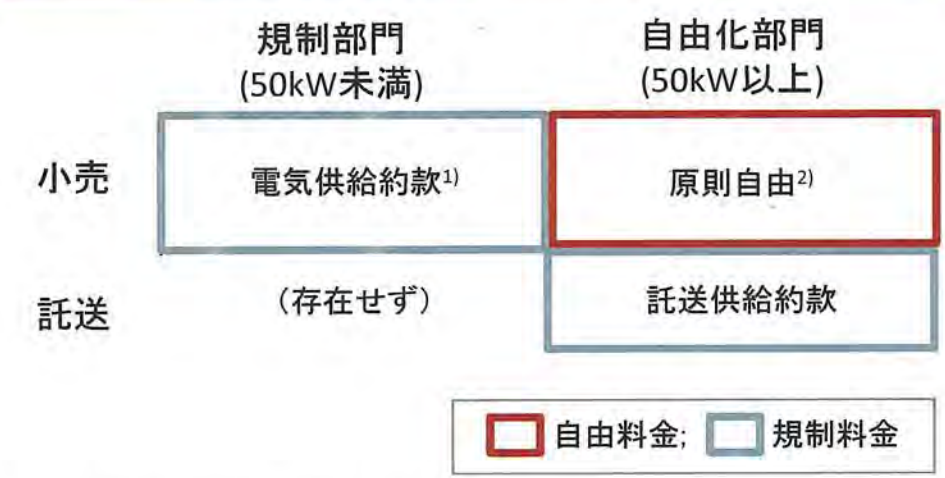 規制部門
(50kW未満)
自由化部門
(50kW以上)
小売
電気供給約款1)
原則自由2)
託送
(存在せず)
託送供給約款
自由料金;
規制料金